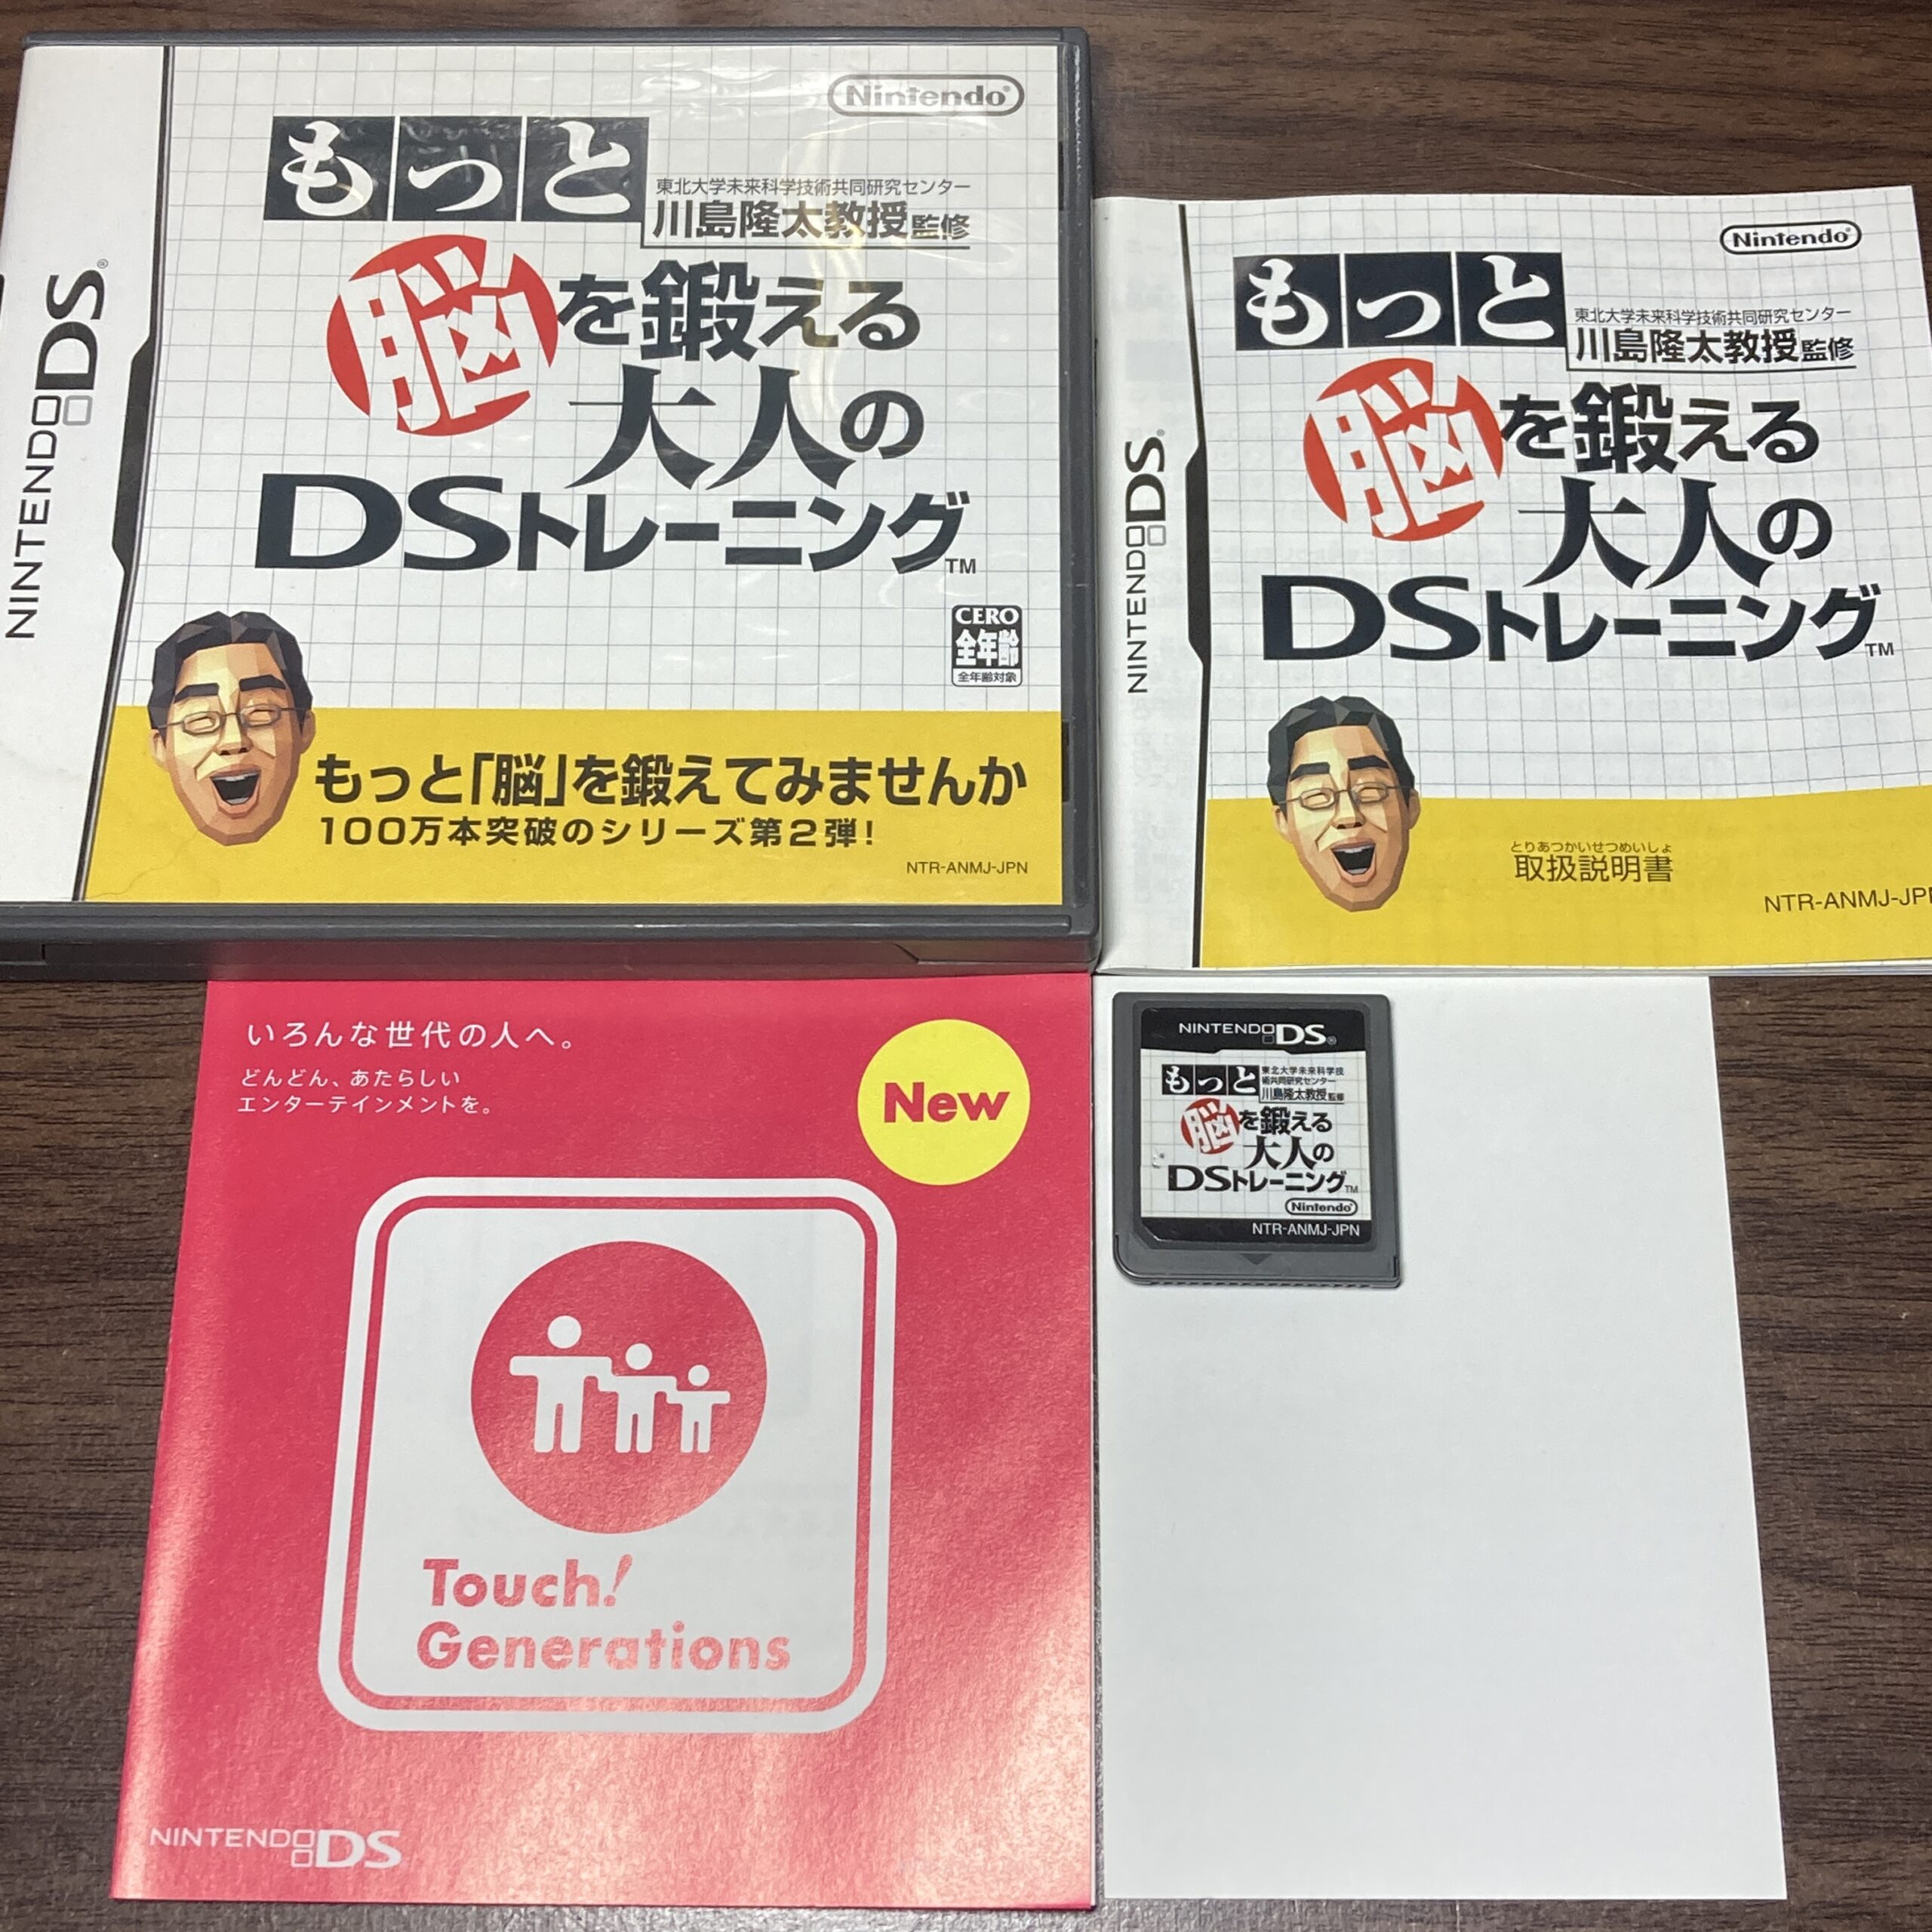 Nintendo®
もっと
東北大学未来科学技術共同研究センター
川島隆太教授監修
脳を鍛える
大人の
DSトレーニング™
NINTENDO DS®
CERO
全年齢
全年齢対象
もっと「脳」を鍛えてみませんか
100万本突破のシリーズ第2弾!
NTR-ANMJ-JPN
Nintendo®
もっと
東北大学未来科学技術共同研究センター
川島隆太教授監修
脳を鍛える
大人の
DSトレーニング™
NINTENDO DS®
とりあつかいせつめいしょ
取扱説明書
NTR-ANMJ-JP
いろんな世代の人へ。
どんどん、あたらしい
エンターテインメントを。
New
Touch!
Generations
NINTENDO DS
NINTENDO DS®
もっと
東北大学未来科学技
術共同研究センター
川島隆太教授監修
脳を鍛える
大人の
DSトレーニング™
Nintendo®
NTR-ANMJ-JPN